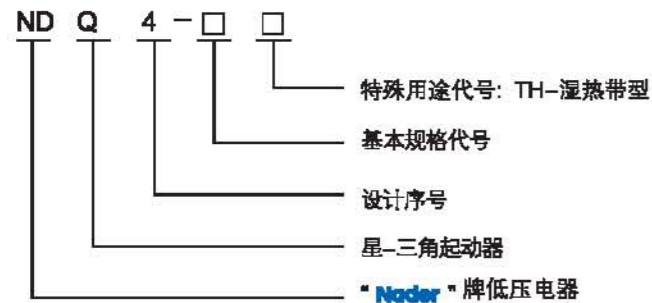 ND Q 4-□ □
特殊用途代号: TH-湿热带型
基本规格代号
设计序号
星-三角起动器
"Nader"牌低压电器